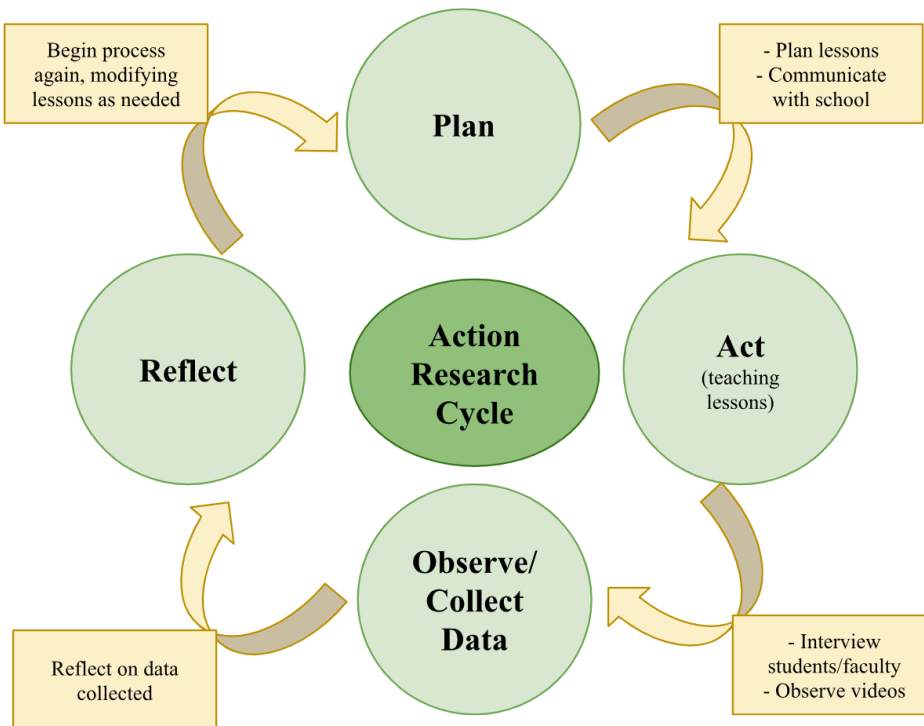 Begin process
again, modifying
lessons as needed
Plan
- Plan lessons
- Communicate
with school
Reflect
Action
Research
Cycle
Act
(teaching
lessons)
Observe/
Collect
Data
Reflect on data
collected
- Interview
students/faculty
- Observe videos